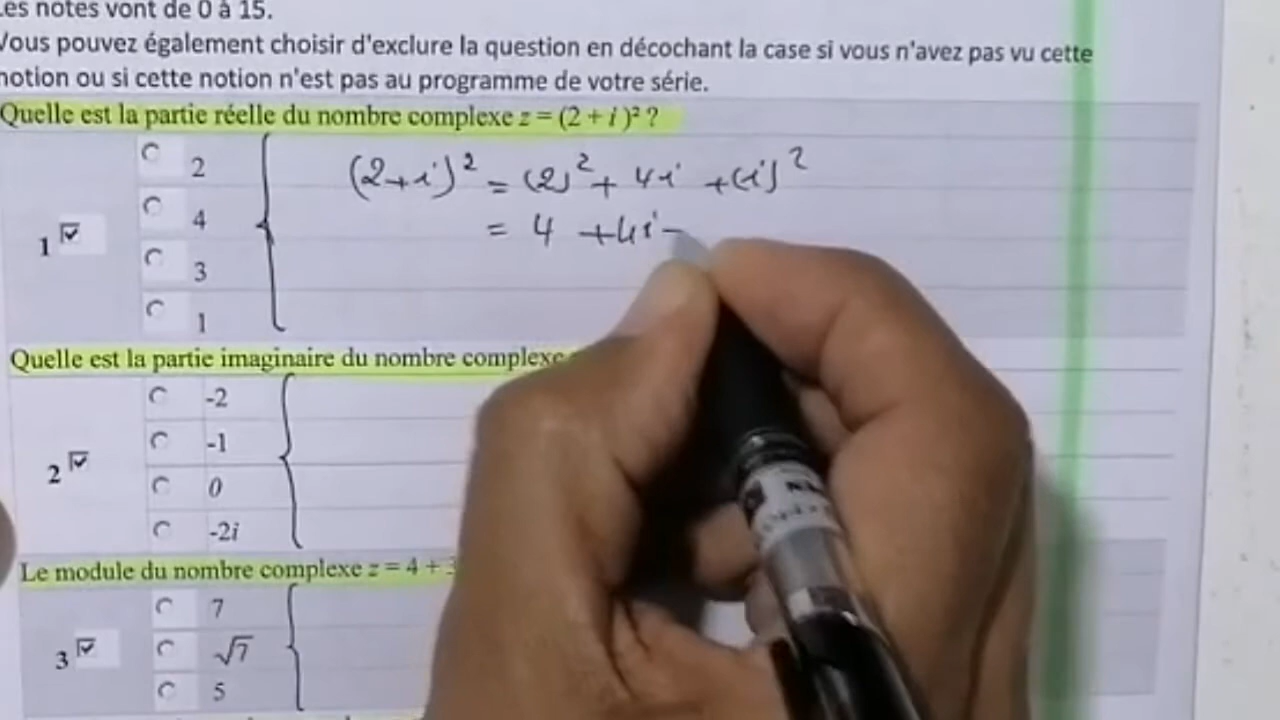 es notes vont de 0 à 15.
Vous pouvez également choisir d'exclure la question en décochant la case si vous n'avez pas vu cette
notion ou si cette notion n'est pas au programme de votre série.
Quelle est la partie réelle du nombre complexe z = (2 + i )² ?
2
4
1
3
1
(2+i)² = (2)² + 4i + (i)²
= 4 + 4i -
Quelle est la partie imaginaire du nombre complexe
-2
-1
2
0
-2i
Le module du nombre complexe z = 4 + 3
7
3
√7
5